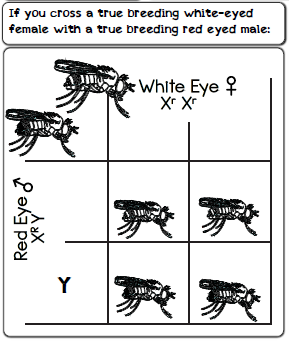 If you cross a true breeding white-eyed
female with a true breeding red eyed male:
White Eye ♀
Xʳ Xʳ
Red Eye ♂
Xᴿ Y
Y